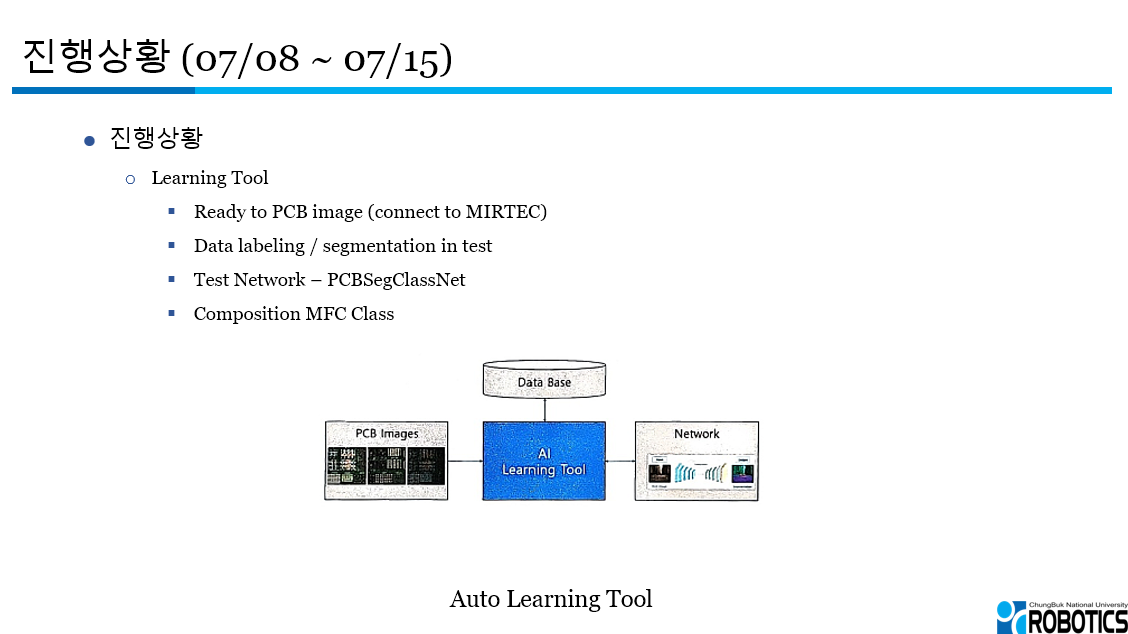 진행상황 (07/08 ~ 07/15)
진행상황
Learning Tool
Ready to PCB image (connect to MIRTEC)
Data labeling / segmentation in test
Test Network – PCBSegClassNet
Composition MFC Class
Data Base
PCB Images
AI
Learning Tool
Network
Auto Learning Tool
ChungBuk National University
ROBOTICS